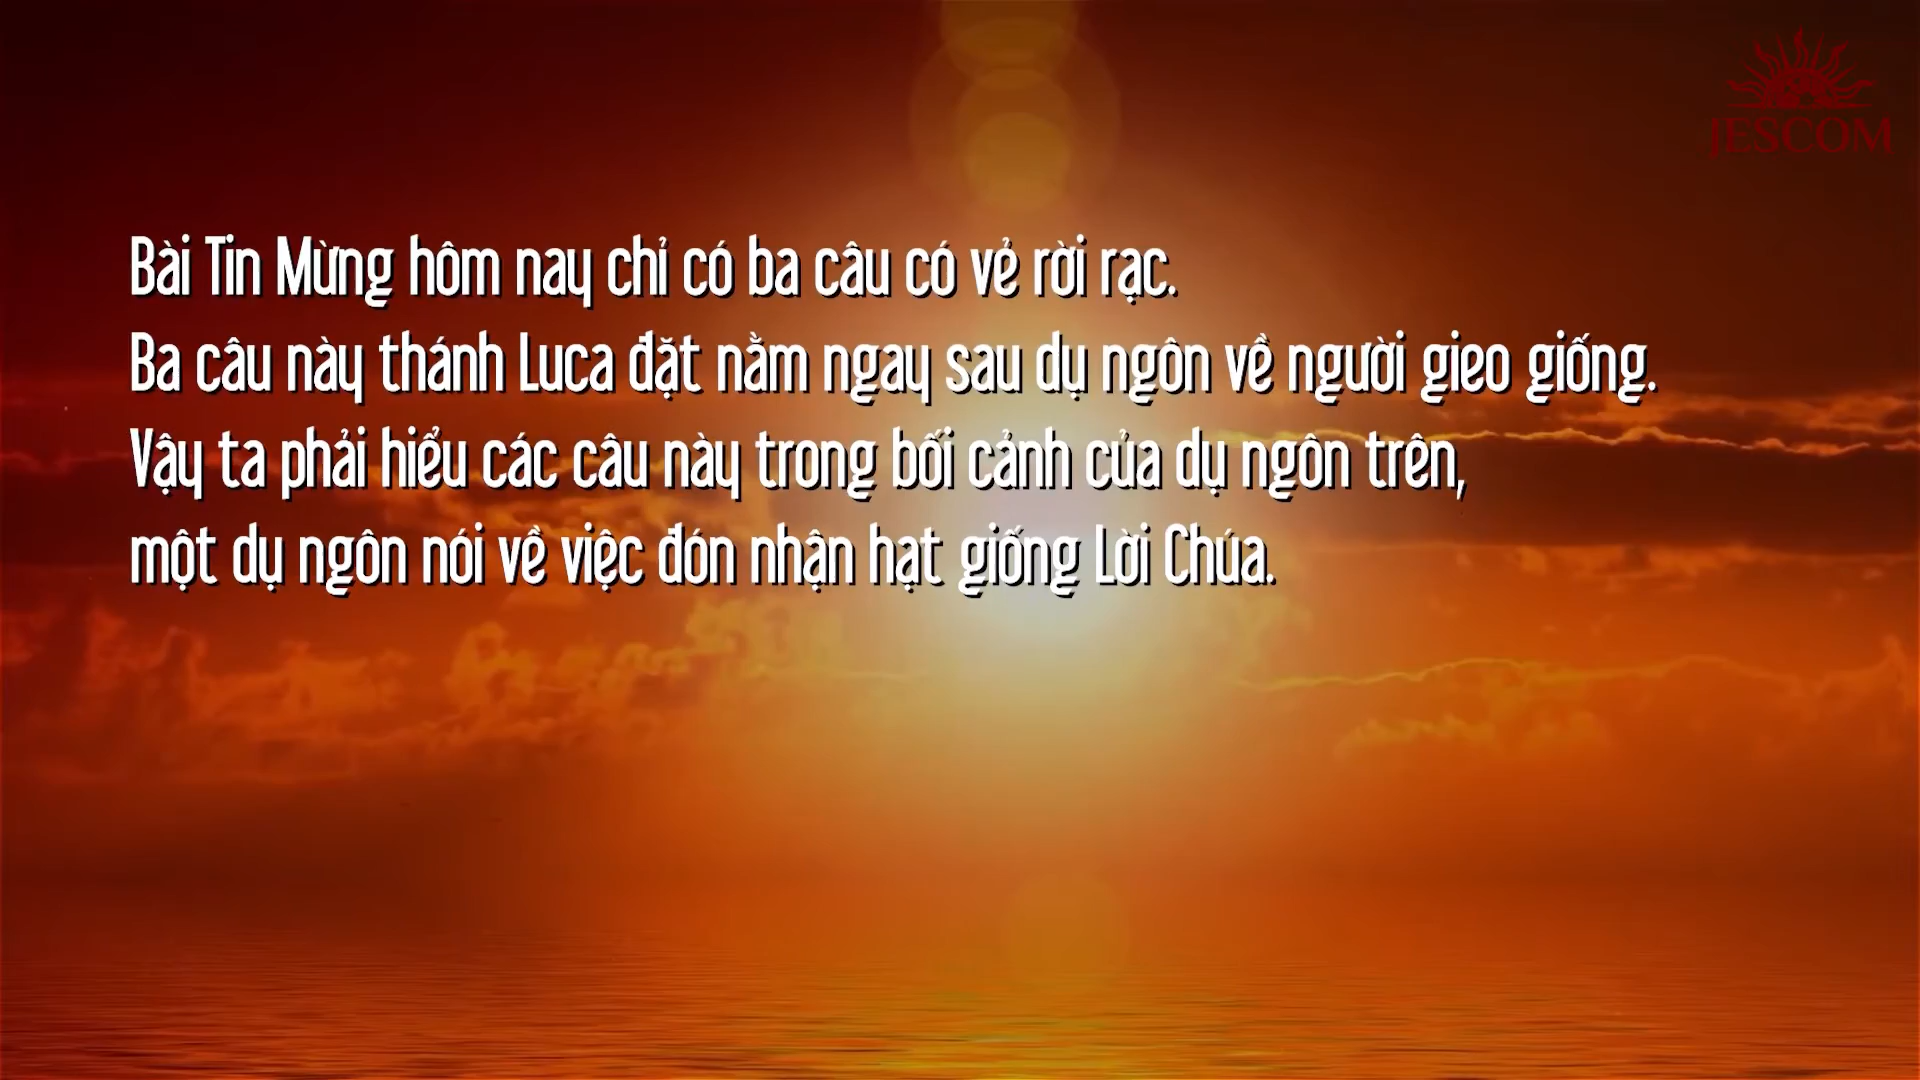 JESCOM
Bài Tin Mừng hôm nay chỉ có ba câu có vẻ rời rạc.
Ba câu này thánh Luca đặt nằm ngay sau dụ ngôn về người gieo giống.
Vậy ta phải hiểu các câu này trong bối cảnh của dụ ngôn trên,
một dụ ngôn nói về việc đón nhận hạt giống Lời Chúa.